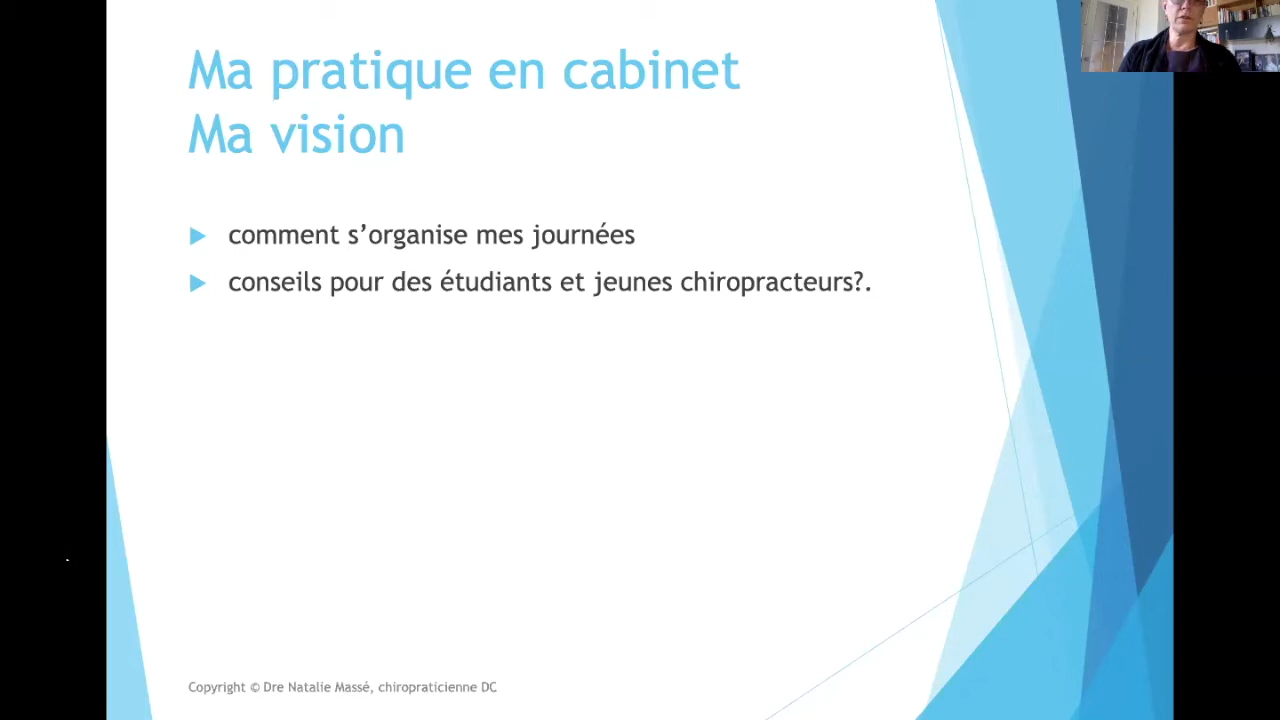 Ma pratique en cabinet
Ma vision
comment s’organise mes journées
conseils pour des étudiants et jeunes chiropracteurs?.
Copyright © Dre Natalie Massé, chiropraticienne DC